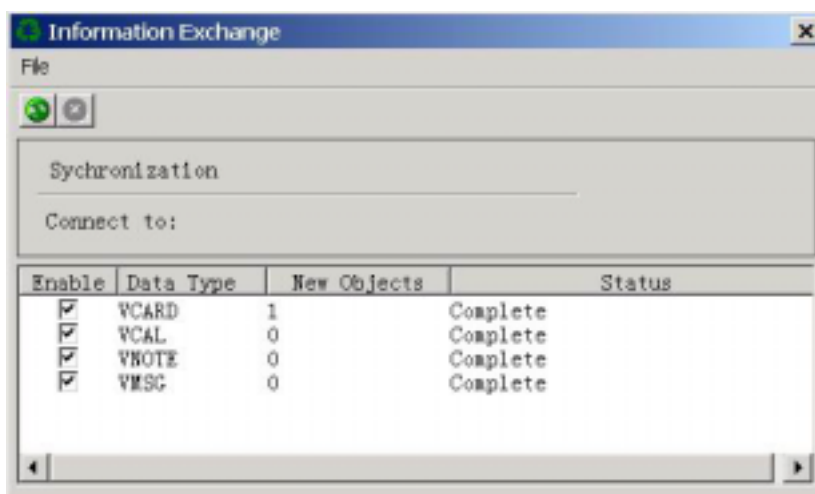 Information Exchange
File
Sychronization
Connect to:
Enable Data Type New Objects Status
VCARD 1 Complete
VCAL 0 Complete
VNOTE 0 Complete
VMSG 0 Complete